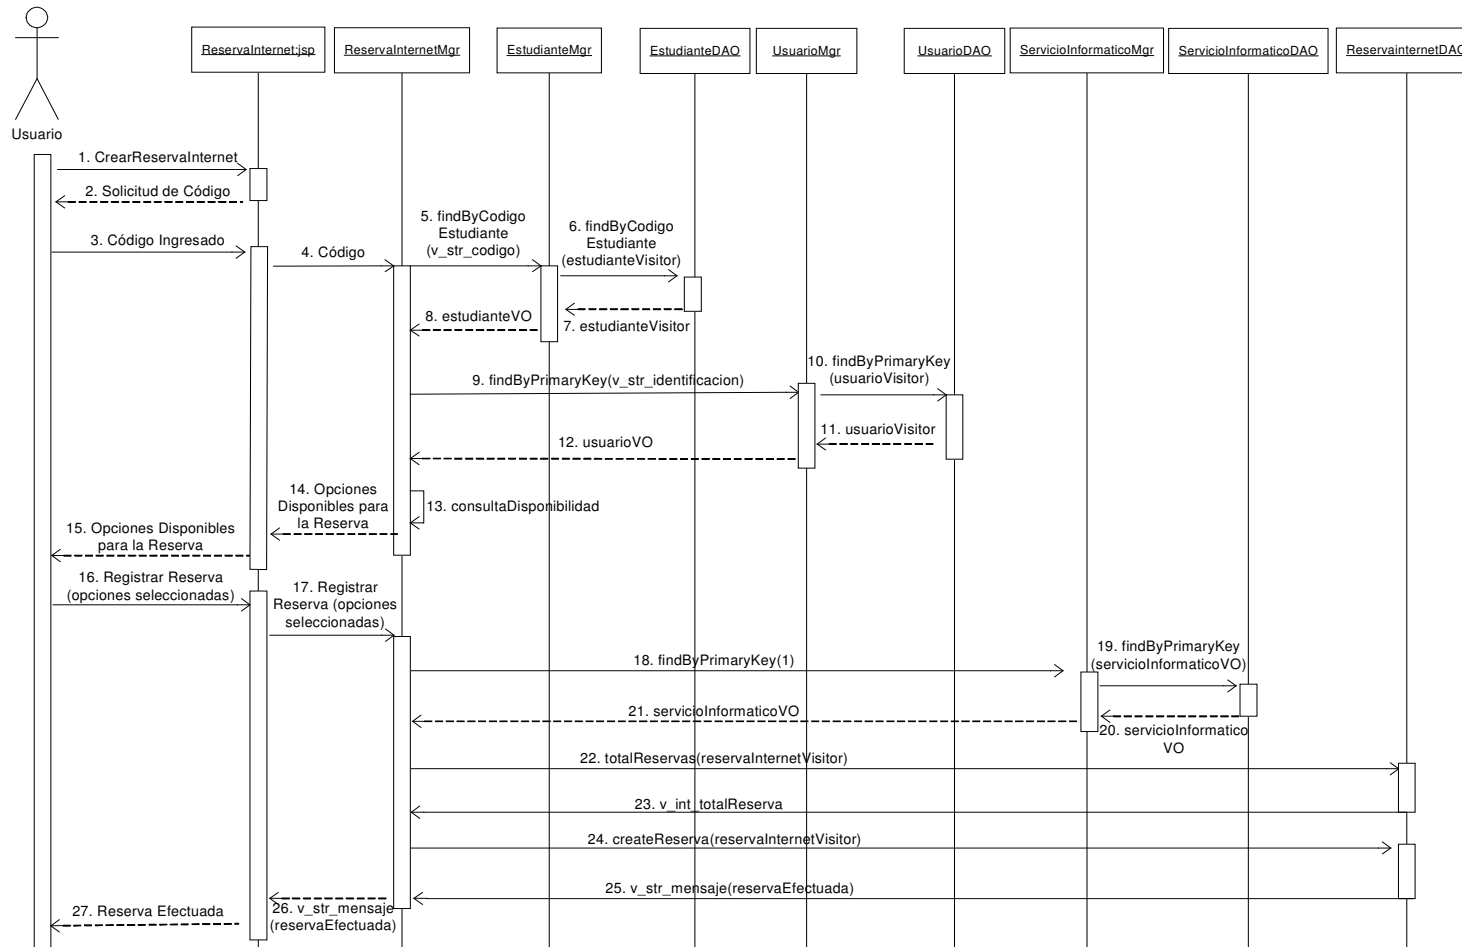 ReservaInternet:jsp
ReservaInternetMgr
EstudianteMgr
EstudianteDAO
UsuarioMgr
UsuarioDAO
ServicioInformaticoMgr
ServicioInformaticoDAO
ReservainternetDAO
Usuario
1. CrearReservaInternet
2. Solicitud de Código
3. Código Ingresado
4. Código
5. findByCodigo
Estudiante
(v_str_codigo)
6. findByCodigo
Estudiante
(estudianteVisitor)
7. estudianteVisitor
8. estudianteVO
9. findByPrimaryKey(v_str_identificacion)
10. findByPrimaryKey
(usuarioVisitor)
11. usuarioVisitor
12. usuarioVO
13. consultaDisponibilidad
14. Opciones
Disponibles para
la Reserva
15. Opciones Disponibles
para la Reserva
16. Registrar Reserva
(opciones seleccionadas)
17. Registrar
Reserva (opciones
seleccionadas)
18. findByPrimaryKey(1)
19. findByPrimaryKey
(servicioInformaticoVO)
20. servicioInformatico
VO
21. servicioInformaticoVO
22. totalReservas(reservaInternetVisitor)
23. v_int_totalReserva
24. createReserva(reservaInternetVisitor)
25. v_str_mensaje(reservaEfectuada)
26. v_str_mensaje
(reservaEfectuada)
27. Reserva Efectuada